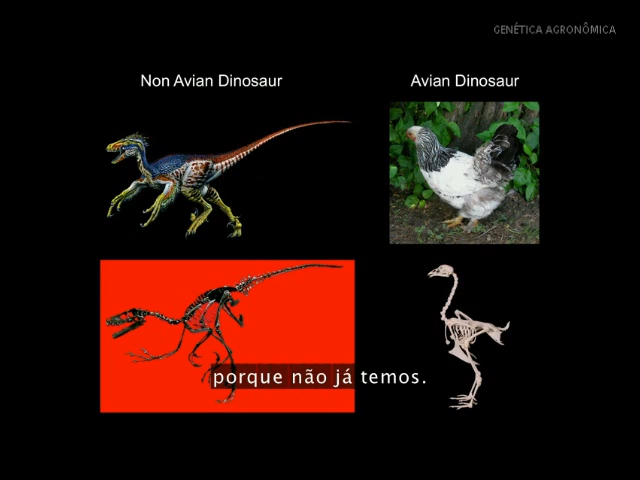 GENÉTICA AGRONÔMICA
Non Avian Dinosaur
Avian Dinosaur
porque não já temos.